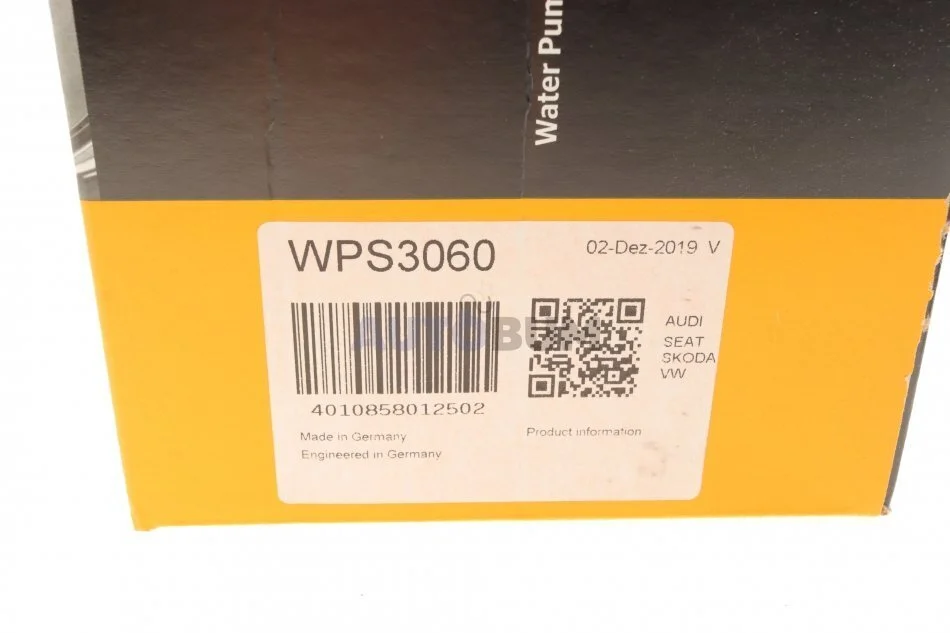 Water Pum
WPS3060
02-Dez-2019 V
AUTOBUM
AUDI
SEAT
SKODA
VW
4010858012502
Made in Germany
Engineered in Germany
Product information